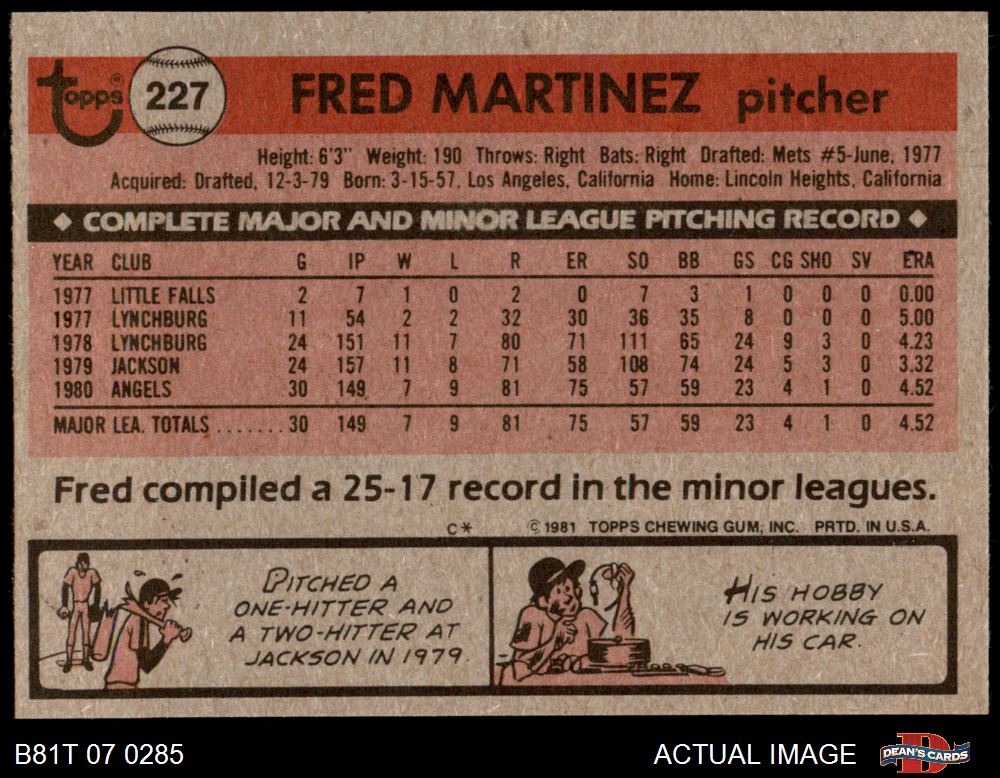 Topps® 227 FRED MARTINEZ pitcher
Height: 6'3" Weight: 190 Throws: Right Bats: Right Drafted: Mets #5-June, 1977
Acquired: Drafted, 12-3-79 Born: 3-15-57, Los Angeles, California Home: Lincoln Heights, California
◆ COMPLETE MAJOR AND MINOR LEAGUE PITCHING RECORD ◆
YEAR CLUB G IP W L R ER SO BB GS CG SHO SV ERA
1977 LITTLE FALLS 2 7 1 0 2 0 7 3 1 0 0 0 0.00
1977 LYNCHBURG 11 54 2 2 32 30 36 35 8 0 0 0 5.00
1978 LYNCHBURG 24 151 11 7 80 71 111 65 24 9 3 0 4.23
1979 JACKSON 24 157 11 8 71 58 108 74 24 5 3 0 3.32
1980 ANGELS 30 149 7 9 81 75 57 59 23 4 1 0 4.52
MAJOR LEA. TOTALS ....... 30 149 7 9 81 75 57 59 23 4 1 0 4.52
Fred compiled a 25-17 record in the minor leagues.
C* © 1981 TOPPS CHEWING GUM, INC. PRTD. IN U.S.A.
PITCHED A
ONE-HITTER AND
A TWO-HITTER AT
JACKSON IN 1979.
HIS HOBBY
IS WORKING ON
HIS CAR.
B81T 07 0285 ACTUAL IMAGE DEAN'S CARDS